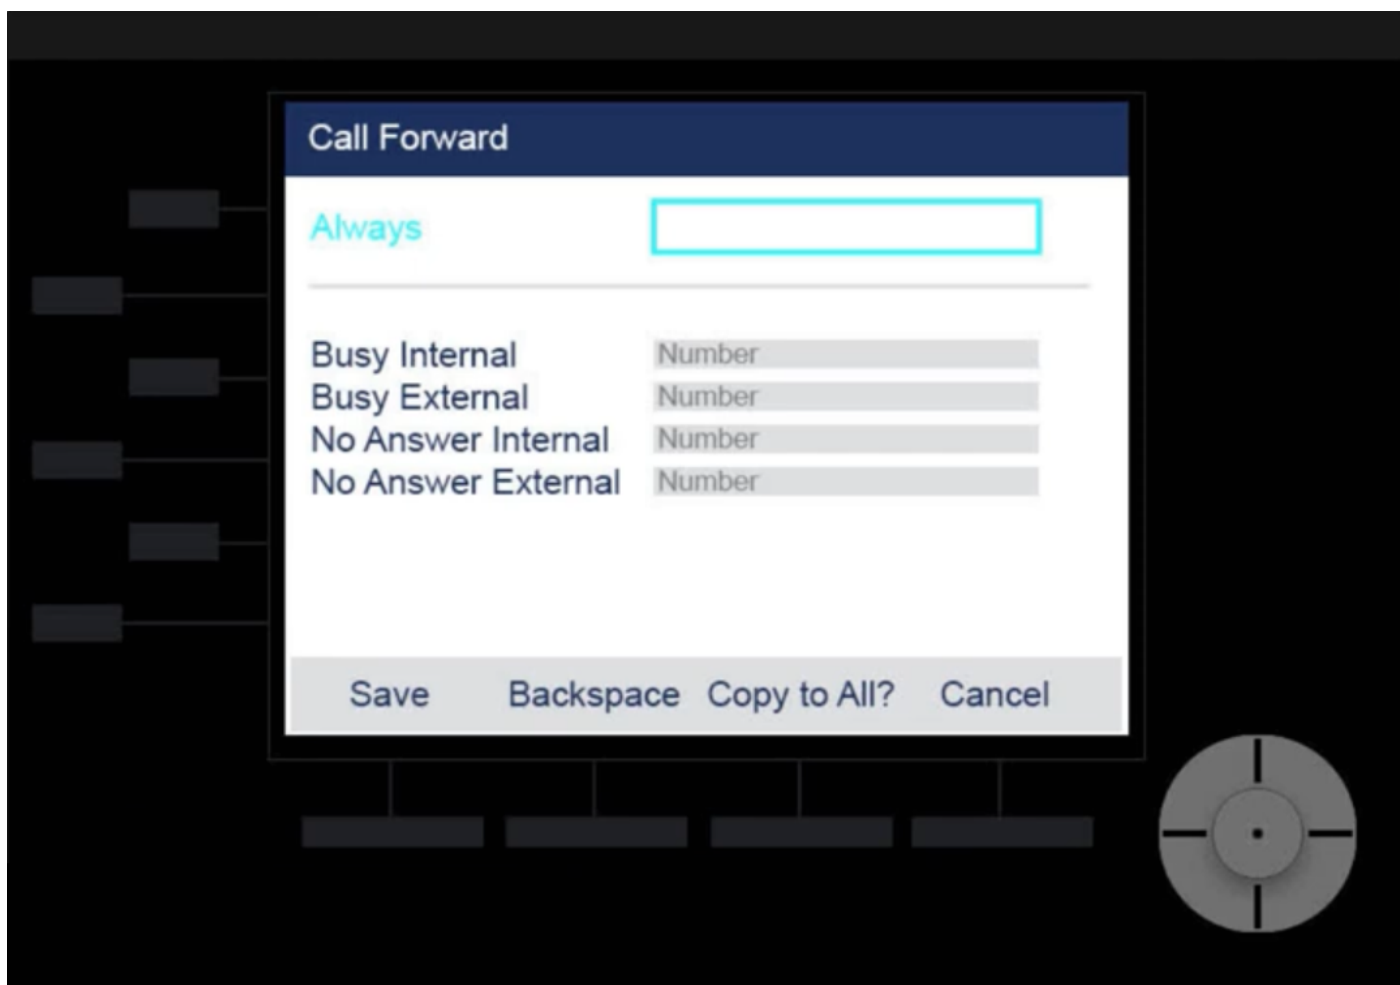 Call Forward
Always
Busy Internal Number
Busy External Number
No Answer Internal Number
No Answer External Number
Save Backspace Copy to All? Cancel